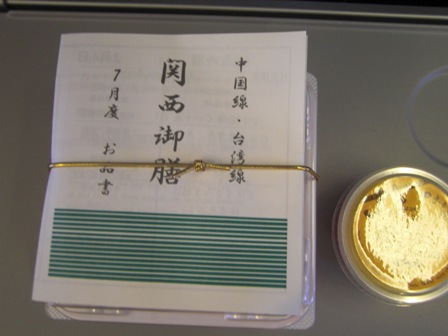 中国線・台湾線
関西御膳
7月度 お品書